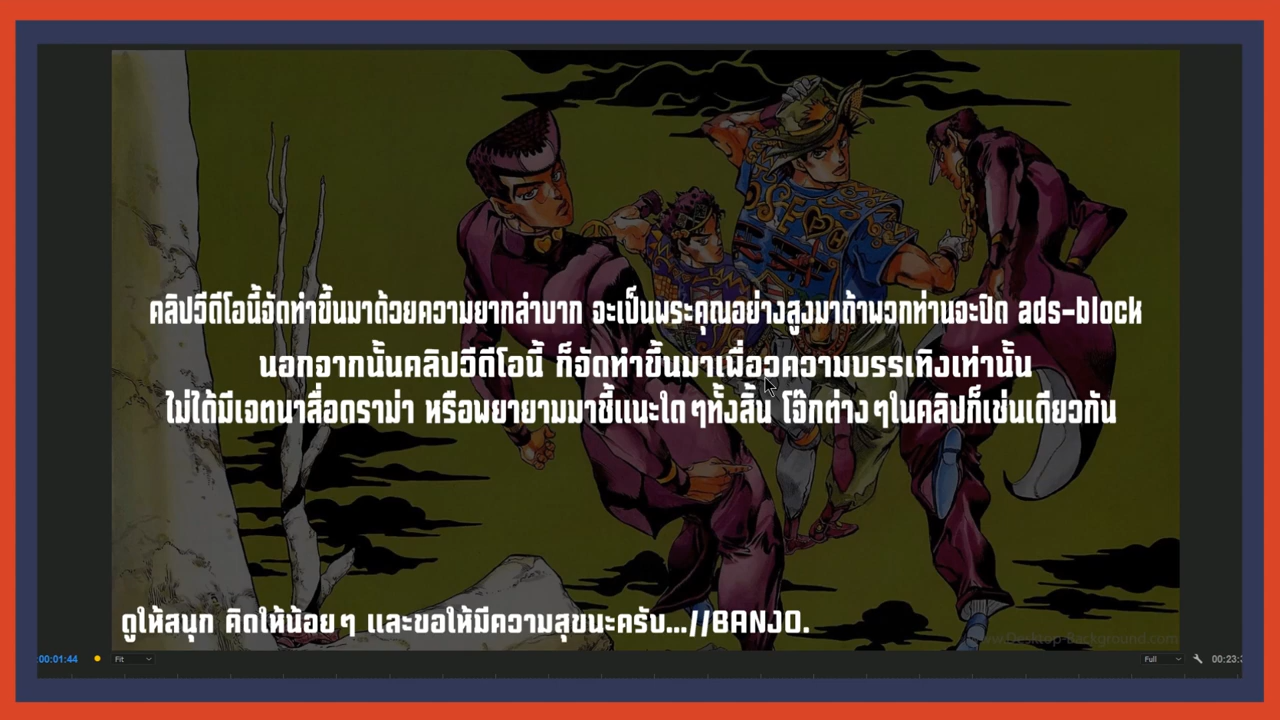 คลิปวีดีโอนี้จัดทำขึ้นมาด้วยความยากลำบาก จะเป็นพระคุณอย่างสูงมาถ้าพวกท่านจะปิด ads-block
นอกจากนั้นคลิปวีดีโอนี้ ก็จัดทำขึ้นมาเพื่อวความบรรเทิงเท่านั้น
ไม่ได้มีเจตนาสื่อดราม่า หรือพยายามมาชี้แนะใดๆทั้งสิ้น โจ๊กต่างๆในคลิปก็เช่นเดียวกัน
ดูให้สนุก คิดให้น้อยๆ และขอให้มีความสุขนะครับ...//BANJO.
www.Desktop-Background.com
00:01:44 Fit Full 00:23: